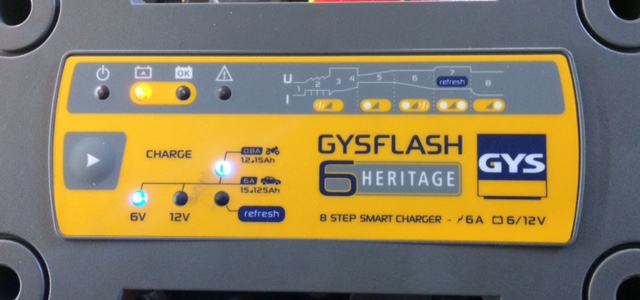 OK
U
I
1 2 3 4 5 6 7 8
refresh
CHARGE
0.8A
1.2»15Ah
6A
15»125Ah
6V 12V
refresh
GYSFLASH
6 HERITAGE
GYS
8 STEP SMART CHARGER - 6A 6/12V